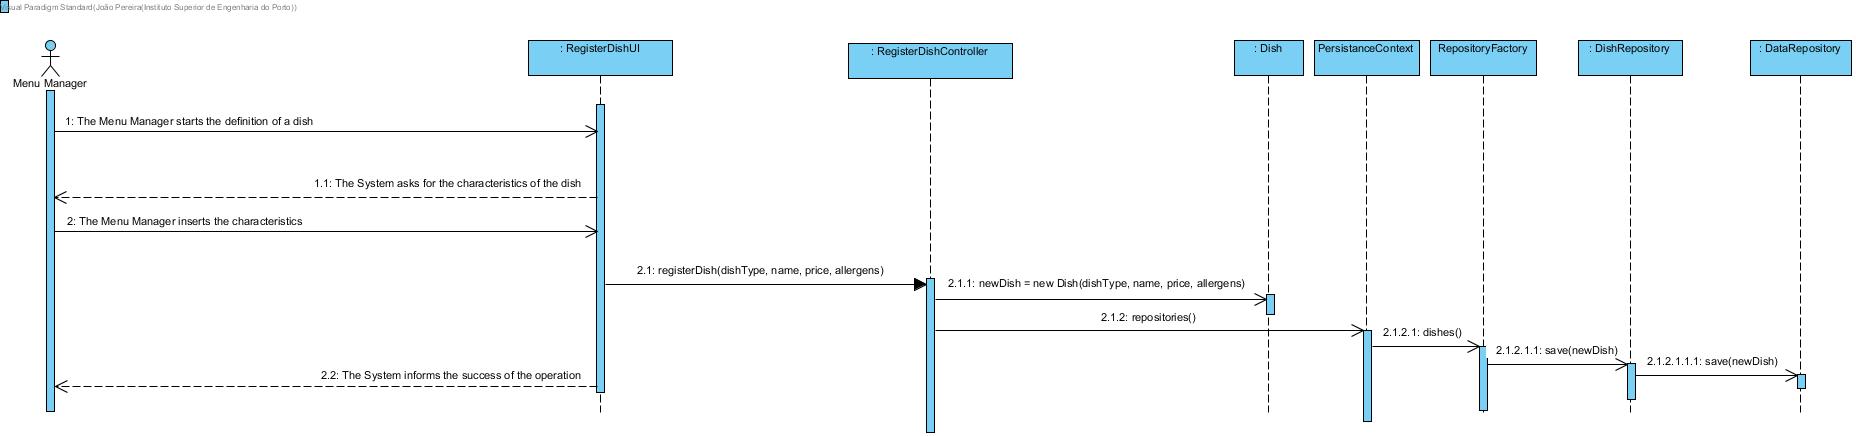 Visual Paradigm Standard(João Pereira(Instituto Superior de Engenharia do Porto))
Menu Manager
: RegisterDishUI
: RegisterDishController
: Dish
PersistanceContext
RepositoryFactory
: DishRepository
: DataRepository
1: The Menu Manager starts the definition of a dish
1.1: The System asks for the characteristics of the dish
2: The Menu Manager inserts the characteristics
2.1: registerDish(dishType, name, price, allergens)
2.1.1: newDish = new Dish(dishType, name, price, allergens)
2.1.2: repositories()
2.1.2.1: dishes()
2.1.2.1.1: save(newDish)
2.1.2.1.1.1: save(newDish)
2.2: The System informs the success of the operation